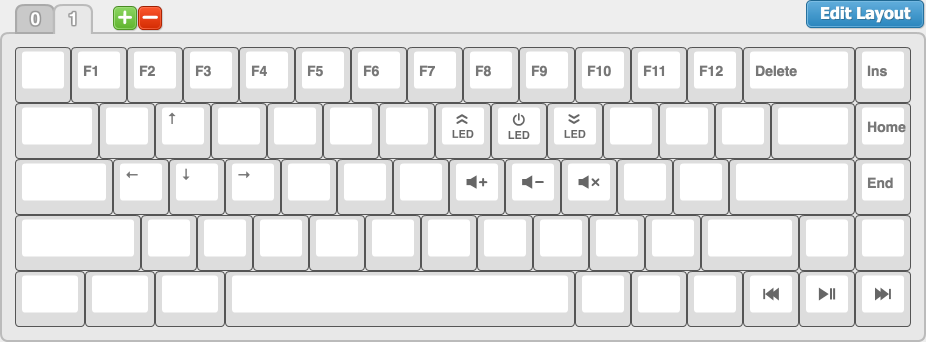 0 1 + − Edit Layout
F1 F2 F3 F4 F5 F6 F7 F8 F9 F10 F11 F12 Delete Ins
↑ LED LED LED Home
← ↓ → + − × End